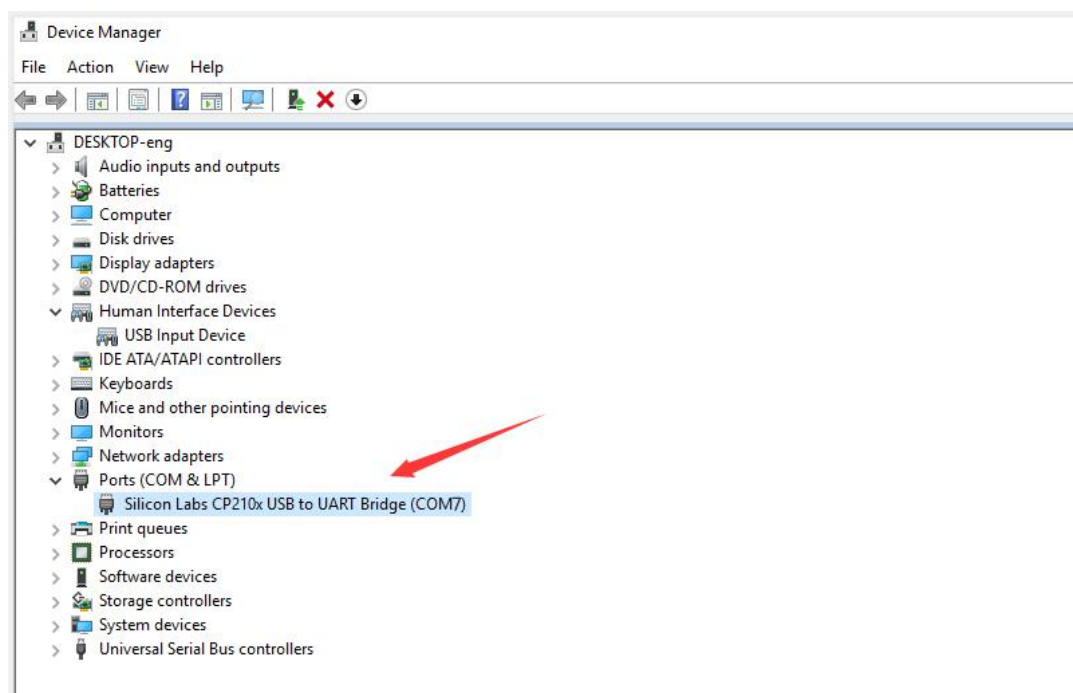 Device Manager
File Action View Help
DESKTOP-eng
Audio inputs and outputs
Batteries
Computer
Disk drives
Display adapters
DVD/CD-ROM drives
Human Interface Devices
USB Input Device
IDE ATA/ATAPI controllers
Keyboards
Mice and other pointing devices
Monitors
Network adapters
Ports (COM & LPT)
Silicon Labs CP210x USB to UART Bridge (COM7)
Print queues
Processors
Software devices
Storage controllers
System devices
Universal Serial Bus controllers